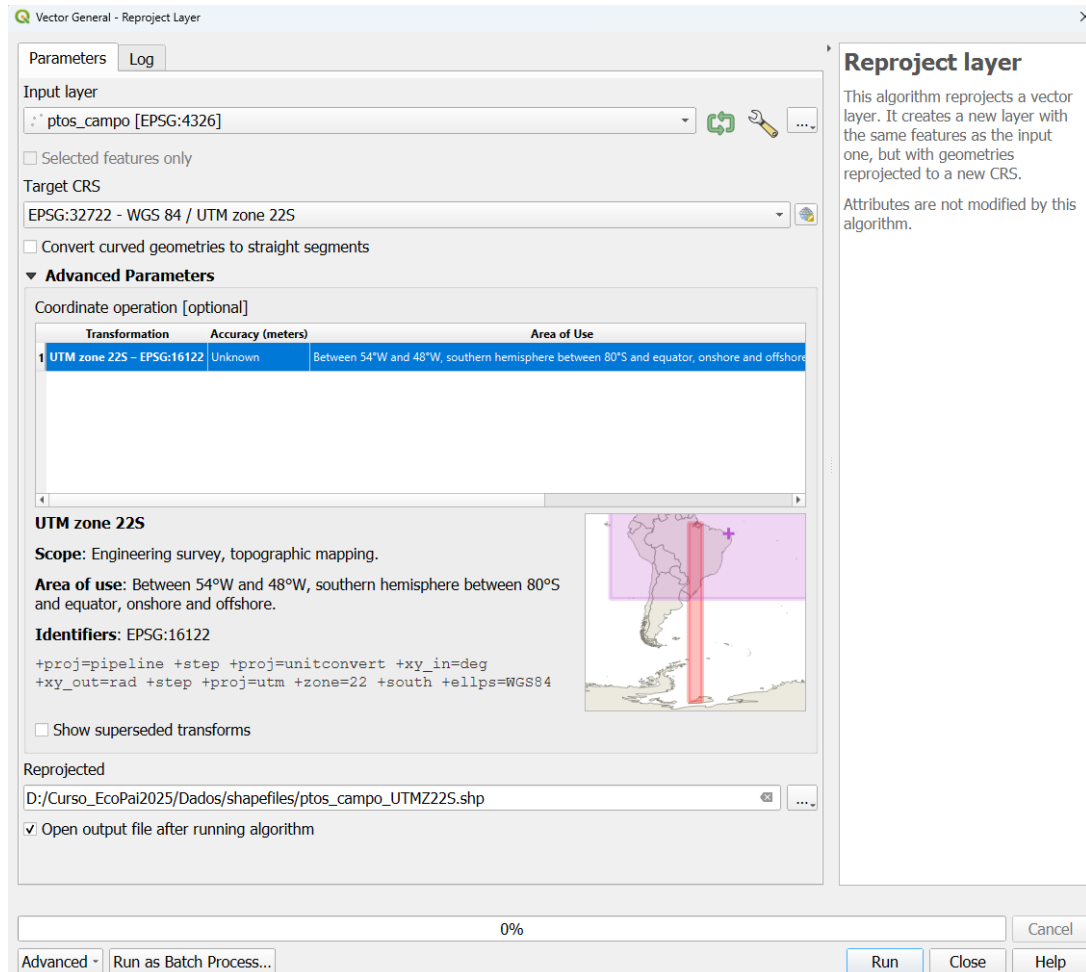 Vector General - Reproject Layer
Parameters
Log
Input layer
ptos_campo [EPSG:4326]
...
Selected features only
Target CRS
EPSG:32722 - WGS 84 / UTM zone 22S
Convert curved geometries to straight segments
Advanced Parameters
Coordinate operation [optional]
Transformation Accuracy (meters) Area of Use
1 UTM zone 22S – EPSG:16122 Unknown Between 54°W and 48°W, southern hemisphere between 80°S and equator, onshore and offshore
UTM zone 22S
Scope: Engineering survey, topographic mapping.
Area of use: Between 54°W and 48°W, southern hemisphere between 80°S
and equator, onshore and offshore.
Identifiers: EPSG:16122
+proj=pipeline +step +proj=unitconvert +xy_in=deg
+xy_out=rad +step +proj=utm +zone=22 +south +ellps=WGS84
Show superseded transforms
Reprojected
D:/Curso_EcoPai2025/Dados/shapefiles/ptos_campo_UTMZ22S.shp
...
Open output file after running algorithm
Reproject layer
This algorithm reprojects a vector
layer. It creates a new layer with
the same features as the input
one, but with geometries
reprojected to a new CRS.
Attributes are not modified by this
algorithm.
0%
Cancel
Advanced
Run as Batch Process...
Run
Close
Help